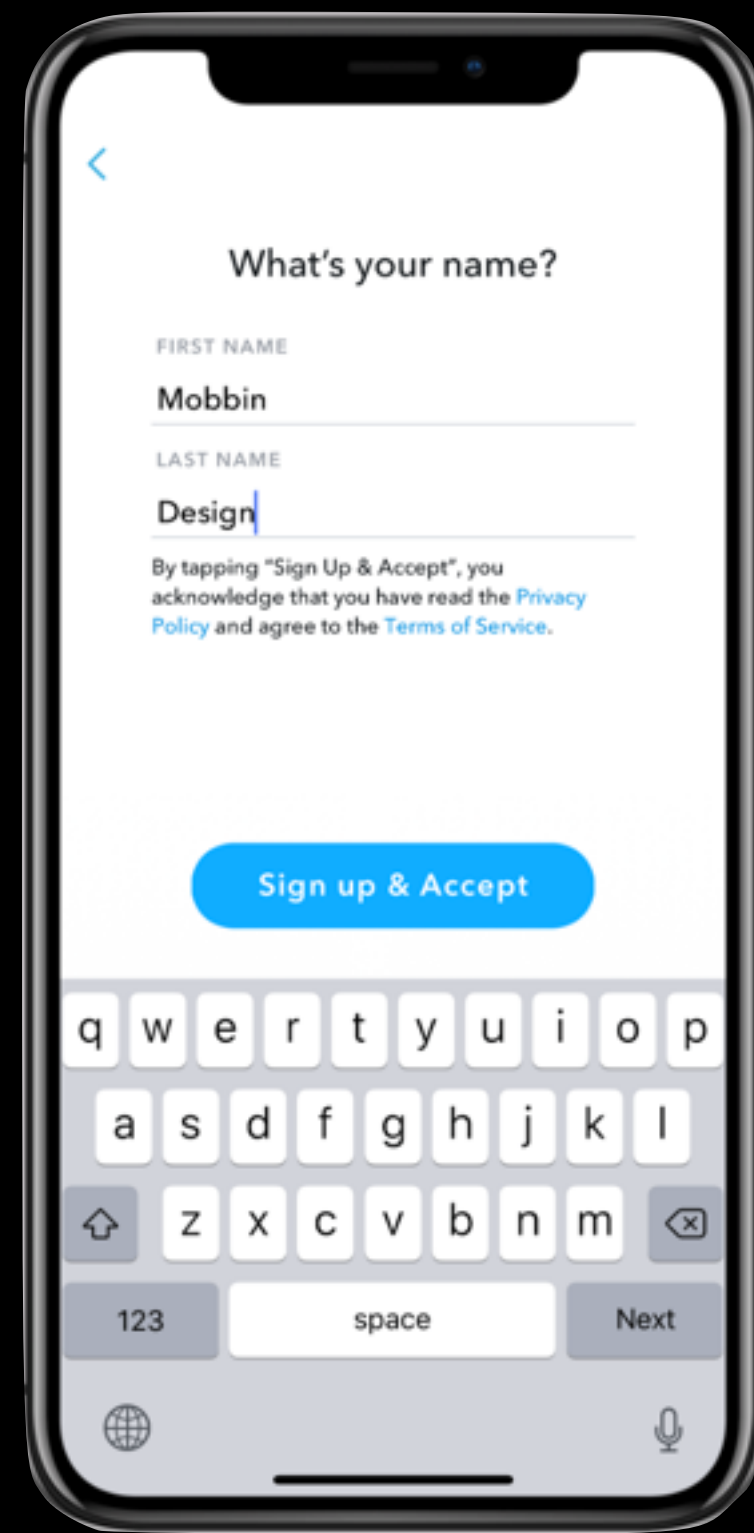 What's your name?
FIRST NAME
Mobbin
LAST NAME
Design
By tapping "Sign Up & Accept", you
acknowledge that you have read the Privacy
Policy and agree to the Terms of Service.
Sign up & Accept
q w e r t y u i o p
a s d f g h j k l
z x c v b n m
123 space Next